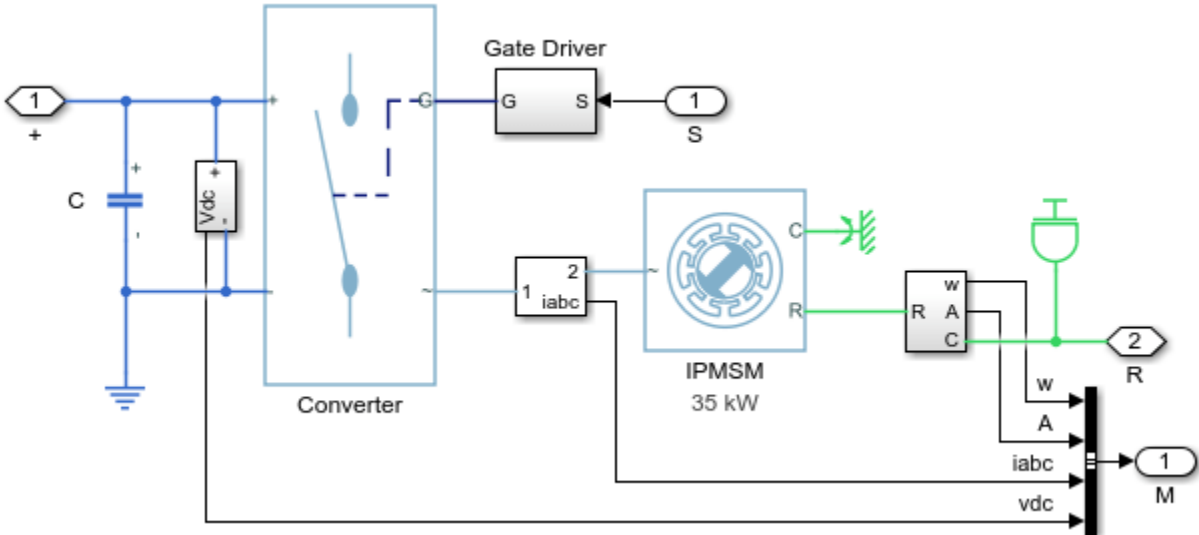 Gate Driver
1
+
+
G
G
S
1
S
C
+
-
Vdc
+
-
-
~
2
1
iabc
~
C
R
IPMSM
35 kW
Converter
R
w
A
C
2
R
w
A
iabc
vdc
1
M